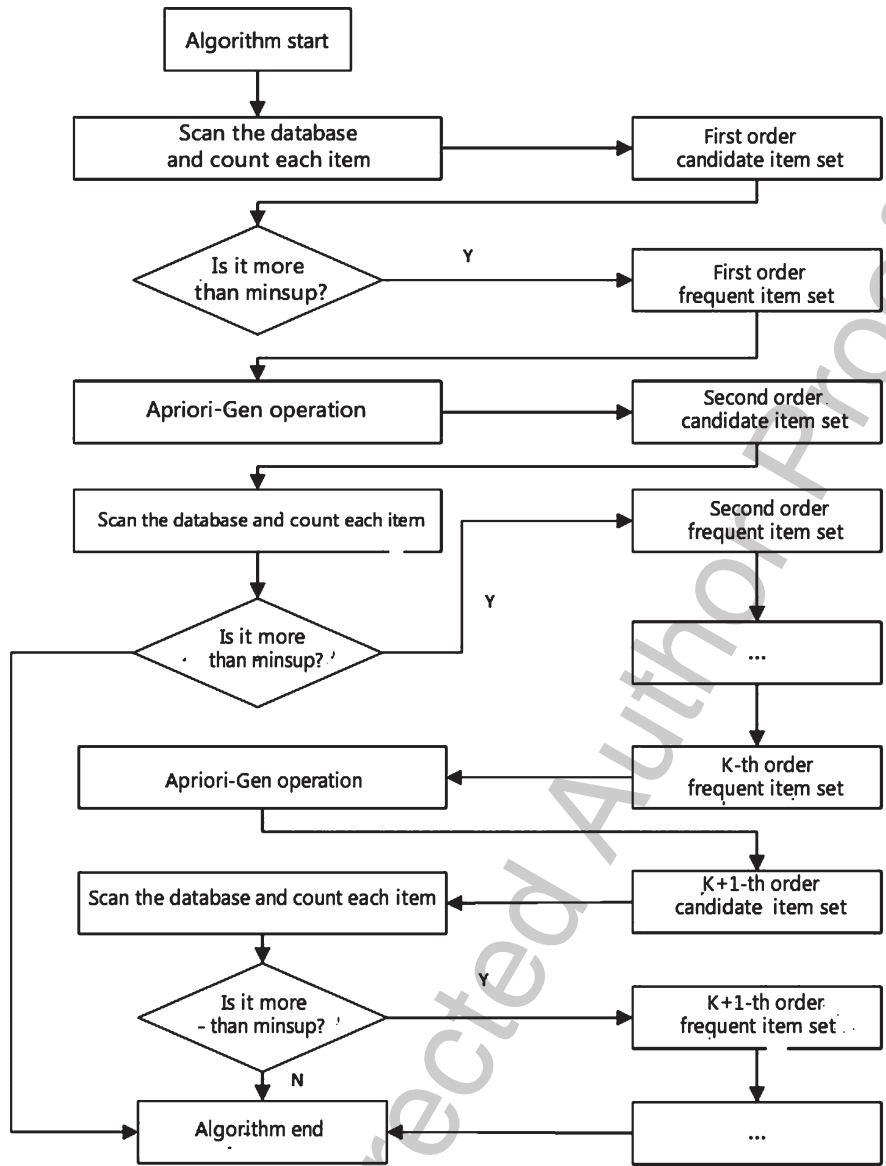 Algorithm start
Scan the database
and count each item
First order
candidate item set
Is it more
than minsup?
Y
First order
frequent item set
Apriori-Gen operation
Second order
candidate item set
Scan the database and count each item
Second order
frequent item set
Y
Is it more
than minsup?
...
Apriori-Gen operation
K-th order
frequent item set
Scan the database and count each item
K+1-th order
candidate item set
Is it more
than minsup?
Y
K+1-th order
frequent item set
N
Algorithm end
...
rected Author Proo